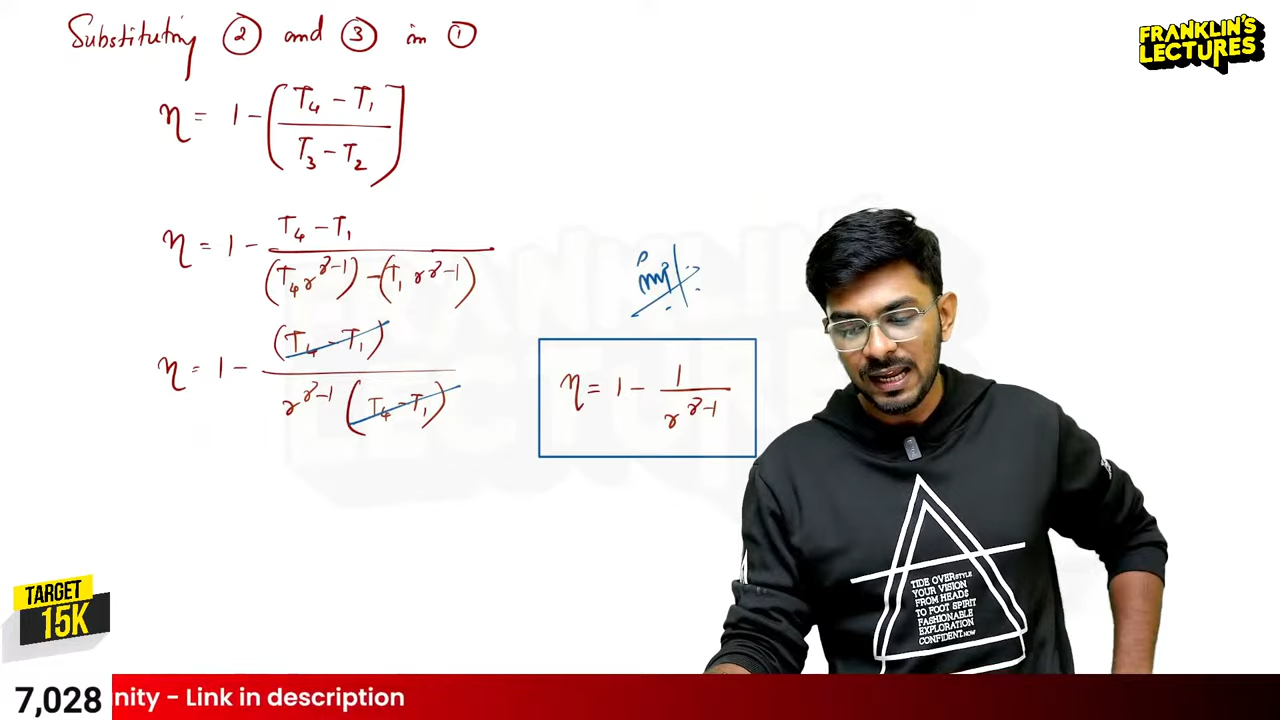 Substituting ② and ③ in ①
η = 1 - [T₄ - T₁ / T₃ - T₂]
η = 1 - T₄ - T₁ / (T₄ r^γ-1) - (T₁ r^γ-1)
η = 1 - (T₄ - T₁) / r^γ-1 (T₄ - T₁)
imp
η = 1 - 1 / r^γ-1
FRANKLIN'S
LECTURES
TIDE OVER STYLE
YOUR VISION
FROM HEADS
TO FOOT SPIRIT
FASHIONABLE
EXPLORATION
CONFIDENT.NOW
TARGET
15K
7,028
nity - Link in description